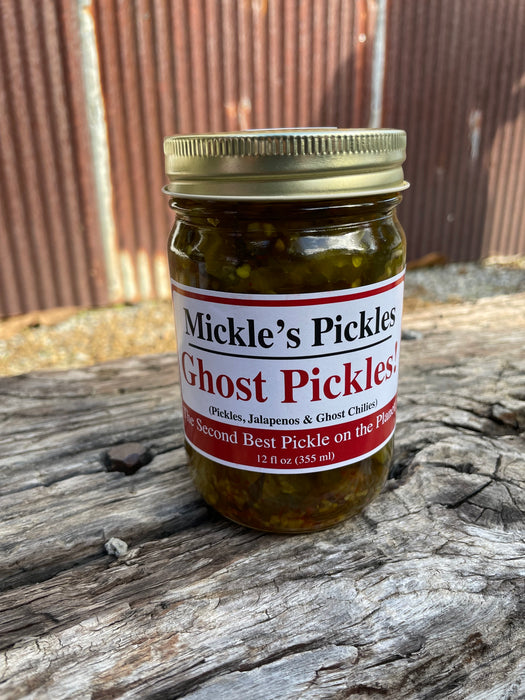 Mickle's Pickles
Ghost Pickles!
(Pickles, Jalapenos & Ghost Chilies)
The Second Best Pickle on the Planet
12 fl oz (355 ml)